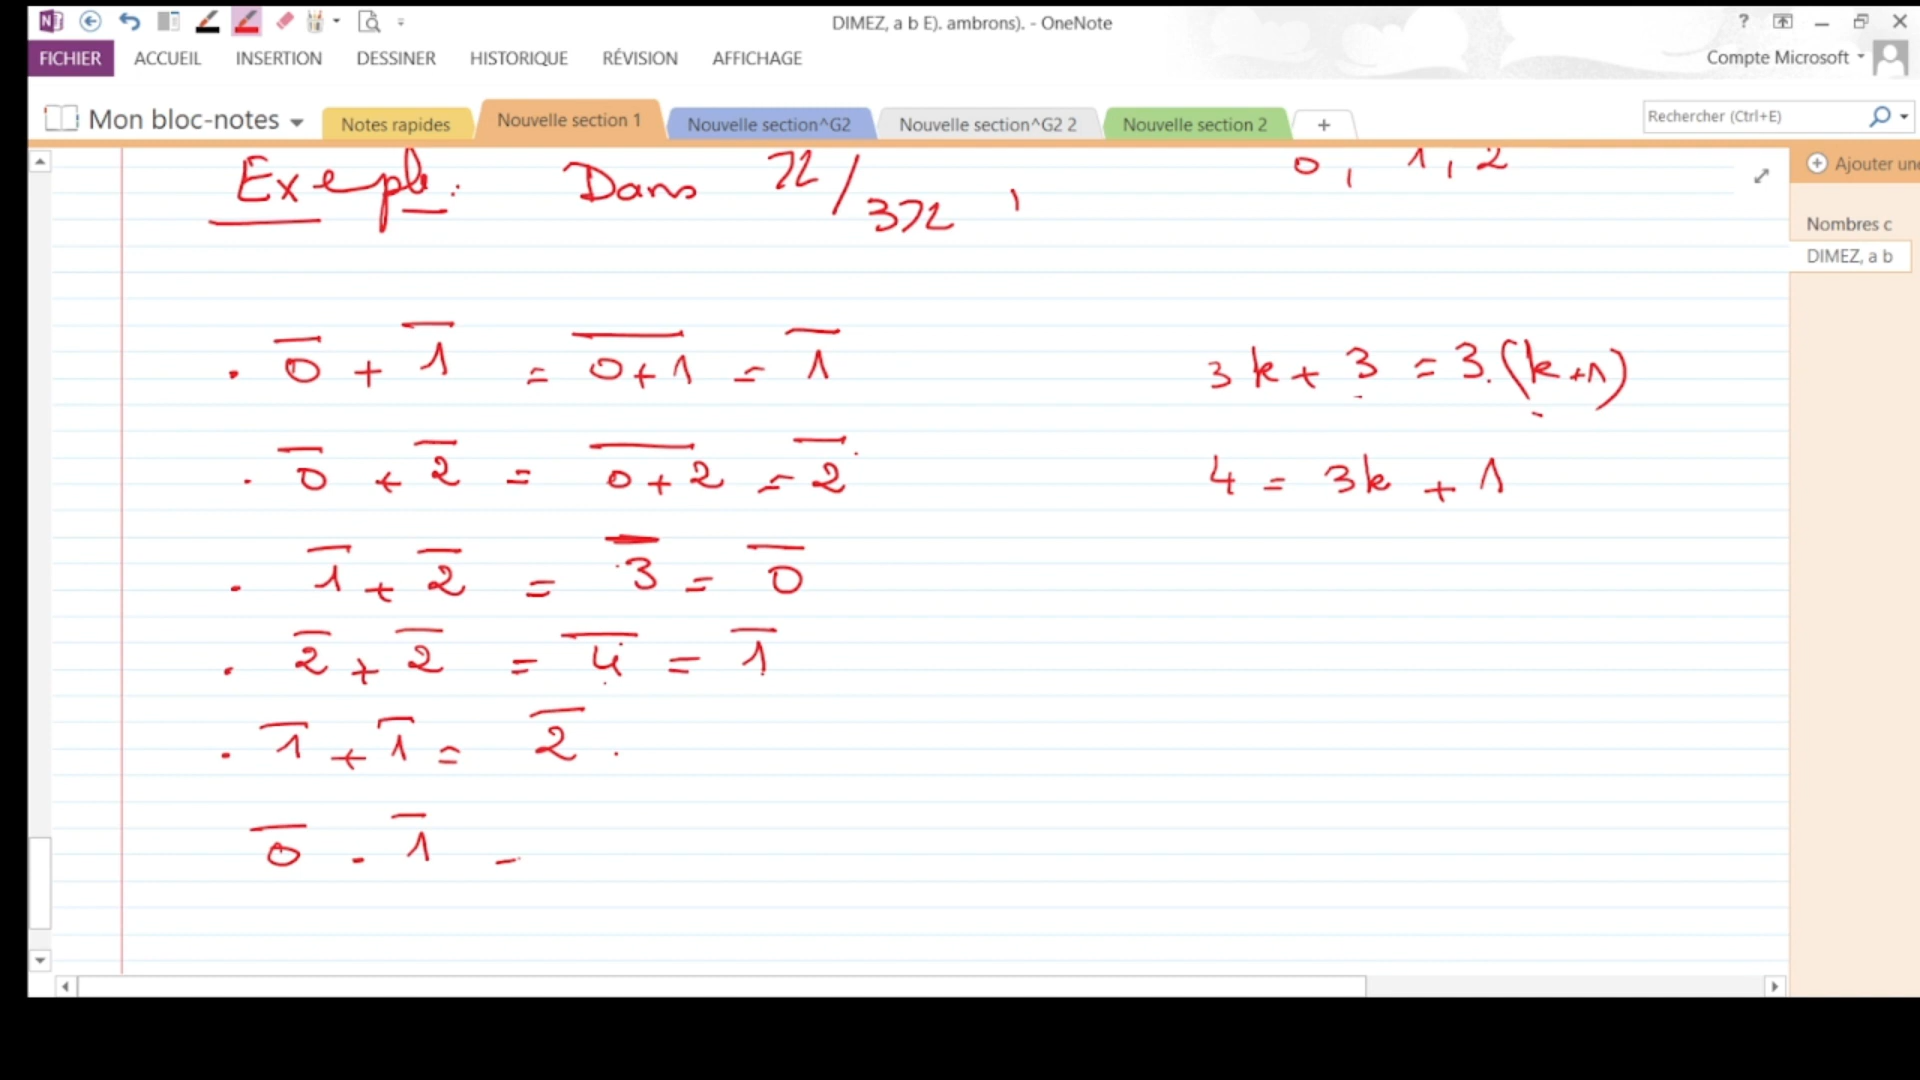 DIMEZ, a b E). ambrons). - OneNote
?
FICHIER ACCUEIL INSERTION DESSINER HISTORIQUE RÉVISION AFFICHAGE
Compte Microsoft
Mon bloc-notes
Notes rapides
Nouvelle section 1
Nouvelle section^G2
Nouvelle section^G2 2
Nouvelle section 2
+
Rechercher (Ctrl+E)
Ajouter une
Nombres c
DIMEZ, a b
Exemple : Dans ℤ/3ℤ ,
0, 1, 2
. 0̅ + 1̅ = \overline{0+1} = 1̅
3k + 3 = 3.(k+1)
. 0̅ + 2̅ = \overline{0+2} = 2̅
4 = 3k + 1
. 1̅ + 2̅ = 3̅ = 0̅
. 2̅ + 2̅ = 4̅ = 1̅
. 1̅ + 1̅ = 2̅ .
0̅ . 1̅ =